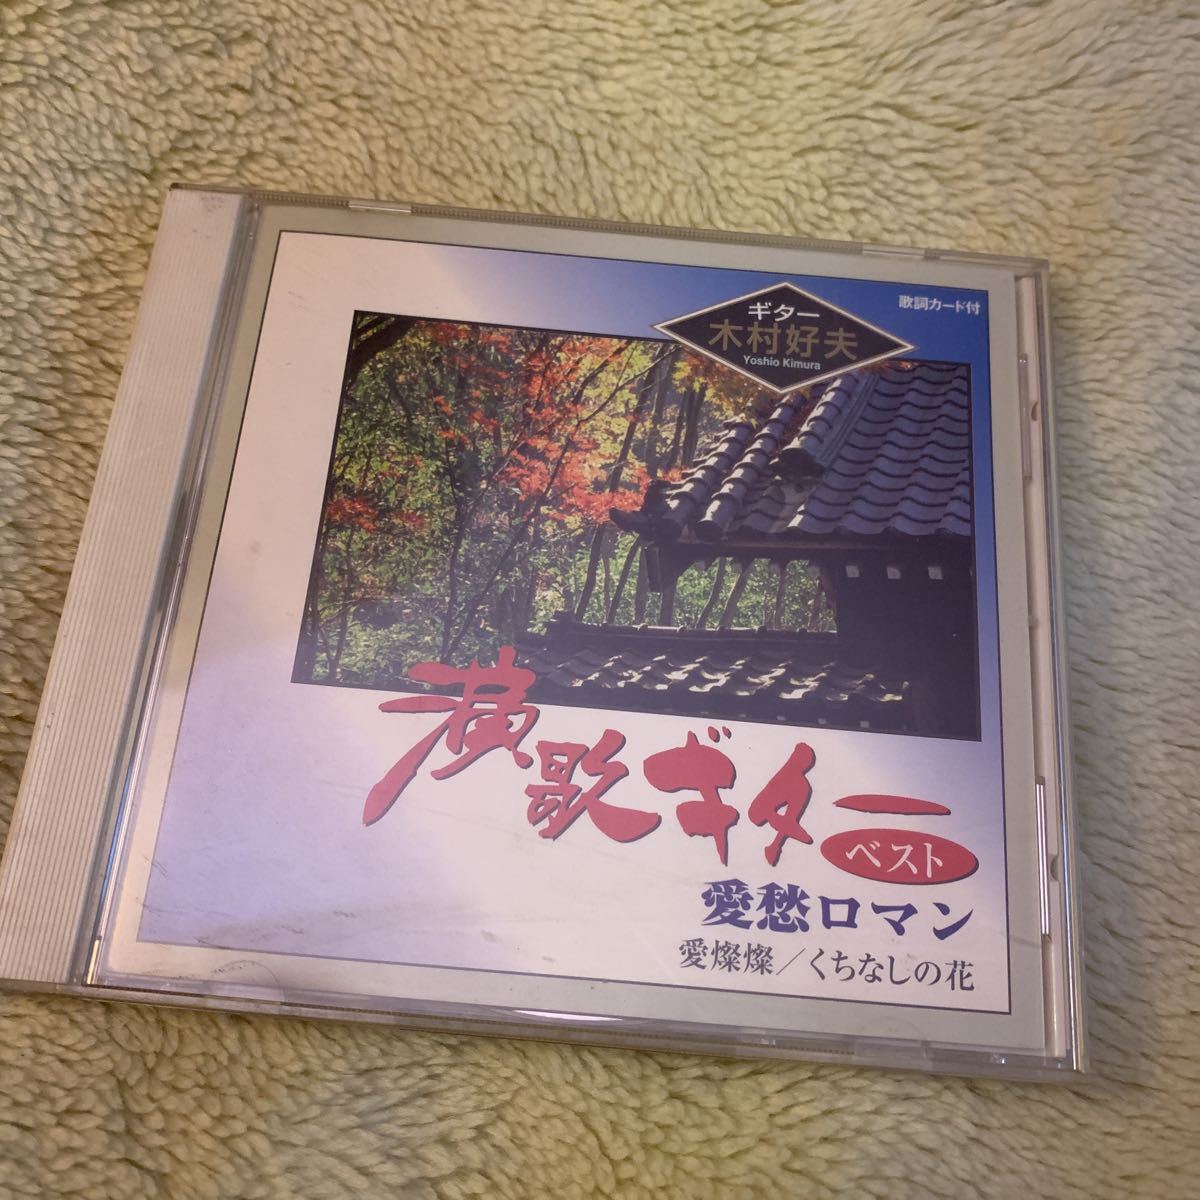 歌詞カード付
ギター
木村好夫
Yoshio Kimura
演歌ギター
ベスト
愛愁ロマン
愛燦燦／くちなしの花